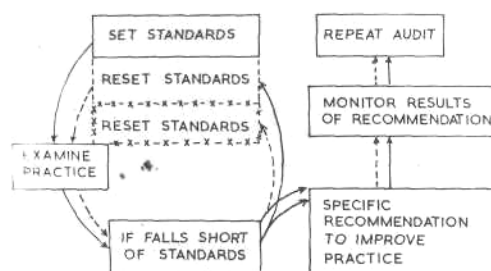 SET STANDARDS
RESET STANDARDS
RESET STANDARDS
EXAMINE
PRACTICE
IF FALLS SHORT
OF STANDARDS
REPEAT AUDIT
MONITOR RESULTS
OF RECOMMENDATION
SPECIFIC
RECOMMENDATION
TO IMPROVE
PRACTICE